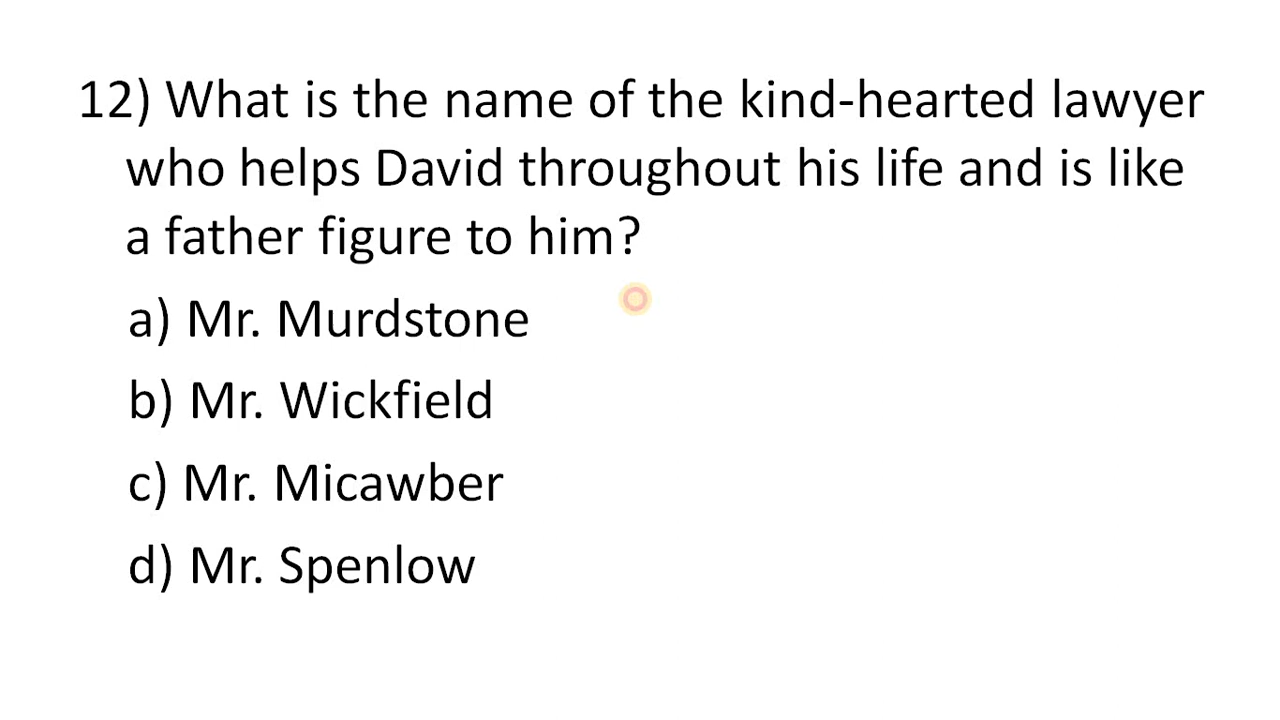 12) What is the name of the kind-hearted lawyer
who helps David throughout his life and is like
a father figure to him?
a) Mr. Murdstone
b) Mr. Wickfield
c) Mr. Micawber
d) Mr. Spenlow